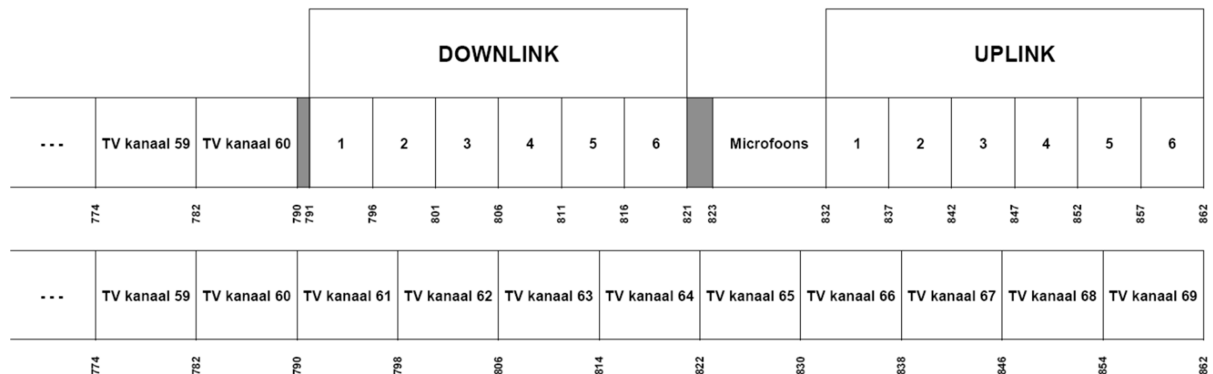 DOWNLINK UPLINK
--- TV kanaal 59 TV kanaal 60 1 2 3 4 5 6 Microfoons 1 2 3 4 5 6
774 782 790 791 796 801 806 811 816 821 823 832 837 842 847 852 857 862
--- TV kanaal 59 TV kanaal 60 TV kanaal 61 TV kanaal 62 TV kanaal 63 TV kanaal 64 TV kanaal 65 TV kanaal 66 TV kanaal 67 TV kanaal 68 TV kanaal 69
774 782 790 798 806 814 822 830 838 846 854 862